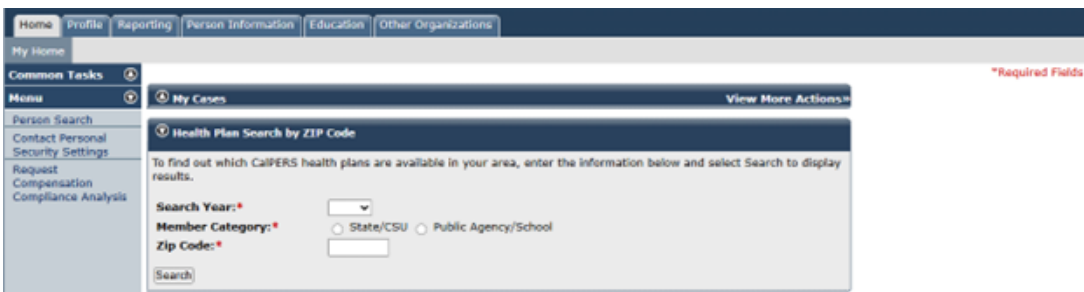 Home Profile Reporting Person Information Education Other Organizations
My Home
Common Tasks
*Required Fields
Menu
My Cases View More Actions»
Person Search
Contact Personal
Security Settings
Request
Compensation
Compliance Analysis
Health Plan Search by ZIP Code
To find out which CalPERS health plans are available in your area, enter the information below and select Search to display
results.
Search Year:*
Member Category:* State/CSU Public Agency/School
Zip Code:*
Search